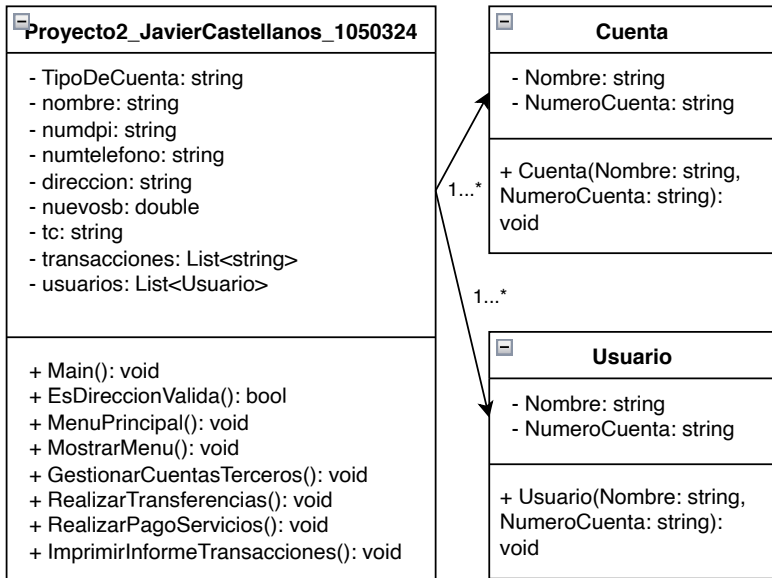 Proyecto2_JavierCastellanos_1050324
- TipoDeCuenta: string
- nombre: string
- numdpi: string
- numtelefono: string
- direccion: string
- nuevosb: double
- tc: string
- transacciones: List<string>
- usuarios: List<Usuario>
+ Main(): void
+ EsDireccionValida(): bool
+ MenuPrincipal(): void
+ MostrarMenu(): void
+ GestionarCuentasTerceros(): void
+ RealizarTransferencias(): void
+ RealizarPagoServicios(): void
+ ImprimirInformeTransacciones(): void
1...*
1...*
Cuenta
- Nombre: string
- NumeroCuenta: string
+ Cuenta(Nombre: string,
NumeroCuenta: string):
void
Usuario
- Nombre: string
- NumeroCuenta: string
+ Usuario(Nombre: string,
NumeroCuenta: string):
void